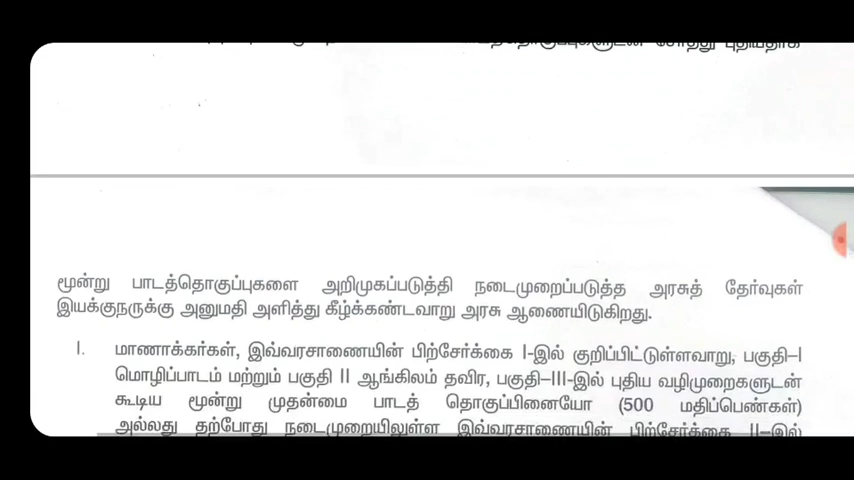 புதியதாக
மூன்று பாடத்தொகுப்புகளை அறிமுகப்படுத்தி நடைமுறைப்படுத்த அரசுத் தேர்வுகள்
இயக்குநருக்கு அனுமதி அளித்து கீழ்க்கண்டவாறு அரசு ஆணையிடுகிறது.
I. மாணாக்கர்கள், இவ்வரசாணையின் பிற்சேர்க்கை I-இல் குறிப்பிட்டுள்ளவாறு, பகுதி–I
மொழிப்பாடம் மற்றும் பகுதி II ஆங்கிலம் தவிர, பகுதி–III-இல் புதிய வழிமுறைகளுடன்
கூடிய மூன்று முதன்மை பாடத் தொகுப்பினையோ (500 மதிப்பெண்கள்)
அல்லது தற்போது நடைமுறையிலுள்ள இவ்வரசாணையின் பிற்சேர்க்கை II–இல்